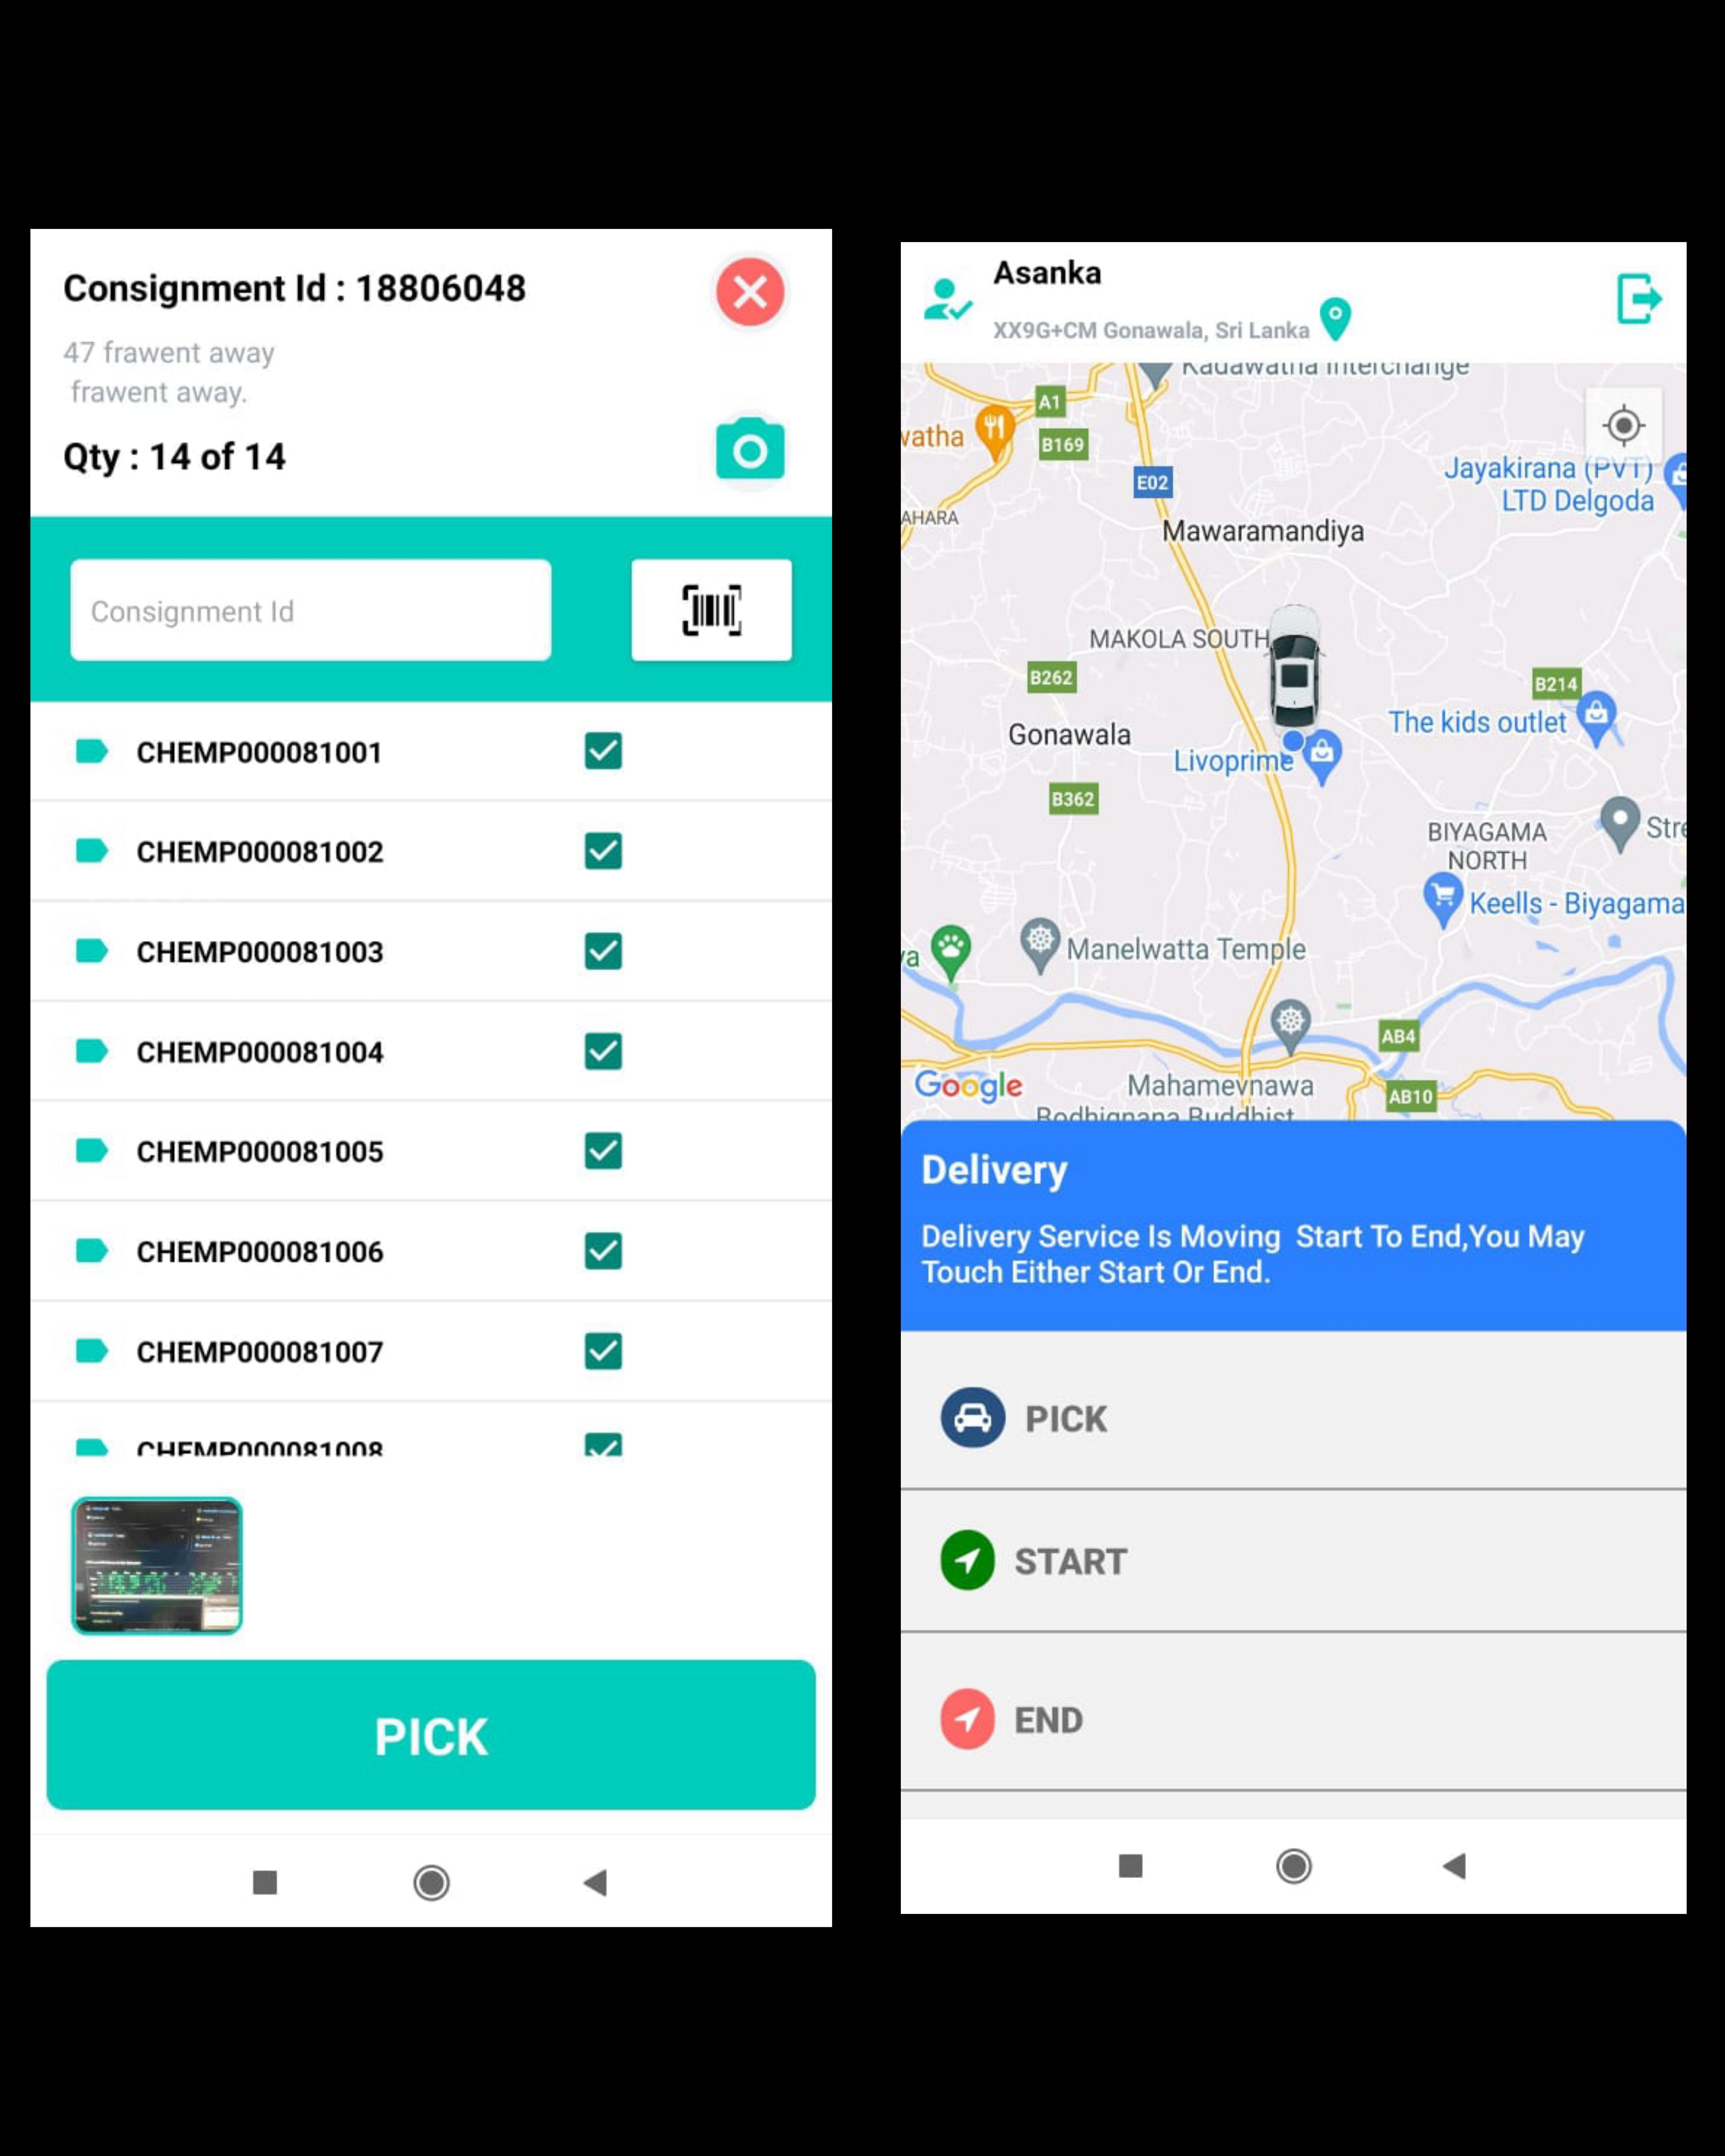 Consignment Id : 18806048
47 frawent away
frawent away.
Qty : 14 of 14
Consignment Id
CHEMP000081001
CHEMP000081002
CHEMP000081003
CHEMP000081004
CHEMP000081005
CHEMP000081006
CHEMP000081007
CHEMP000081008
PICK
Asanka
XX9G+CM Gonawala, Sri Lanka
Kadawatha Interchange
A1
vatha
B169
E02
Jayakirana (PVT)
LTD Delgoda
AHARA
Mawaramandiya
MAKOLA SOUTH
B262
B214
The kids outlet
Gonawala
Livoprime
B362
BIYAGAMA
NORTH
Stre
Keells - Biyagama
Manelwatta Temple
ya
AB4
Google
Mahamevnawa
AB10
Bodhignana Buddhist
Delivery
Delivery Service Is Moving  Start To End,You May
Touch Either Start Or End.
PICK
START
END